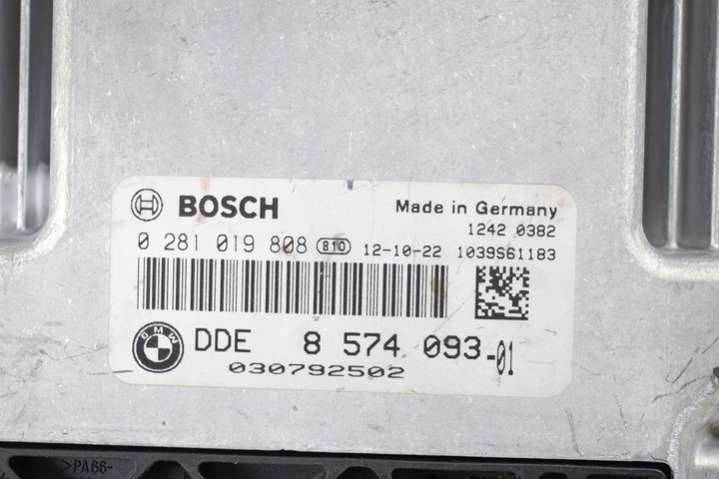 BOSCH Made in Germany
1242 0382
0 281 019 808 810 12-10-22 1039S61183
BMW DDE 8 574 093-01
030792502
>PA66-